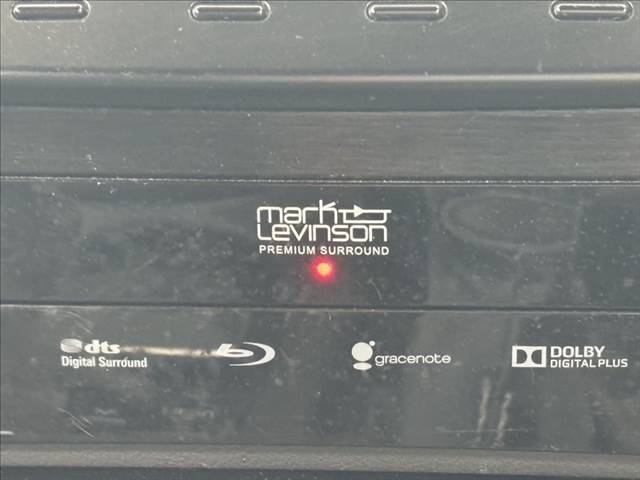 mark
Levinson
PREMIUM SURROUND
dts
Digital Surround
gracenote
DOLBY
DIGITAL PLUS